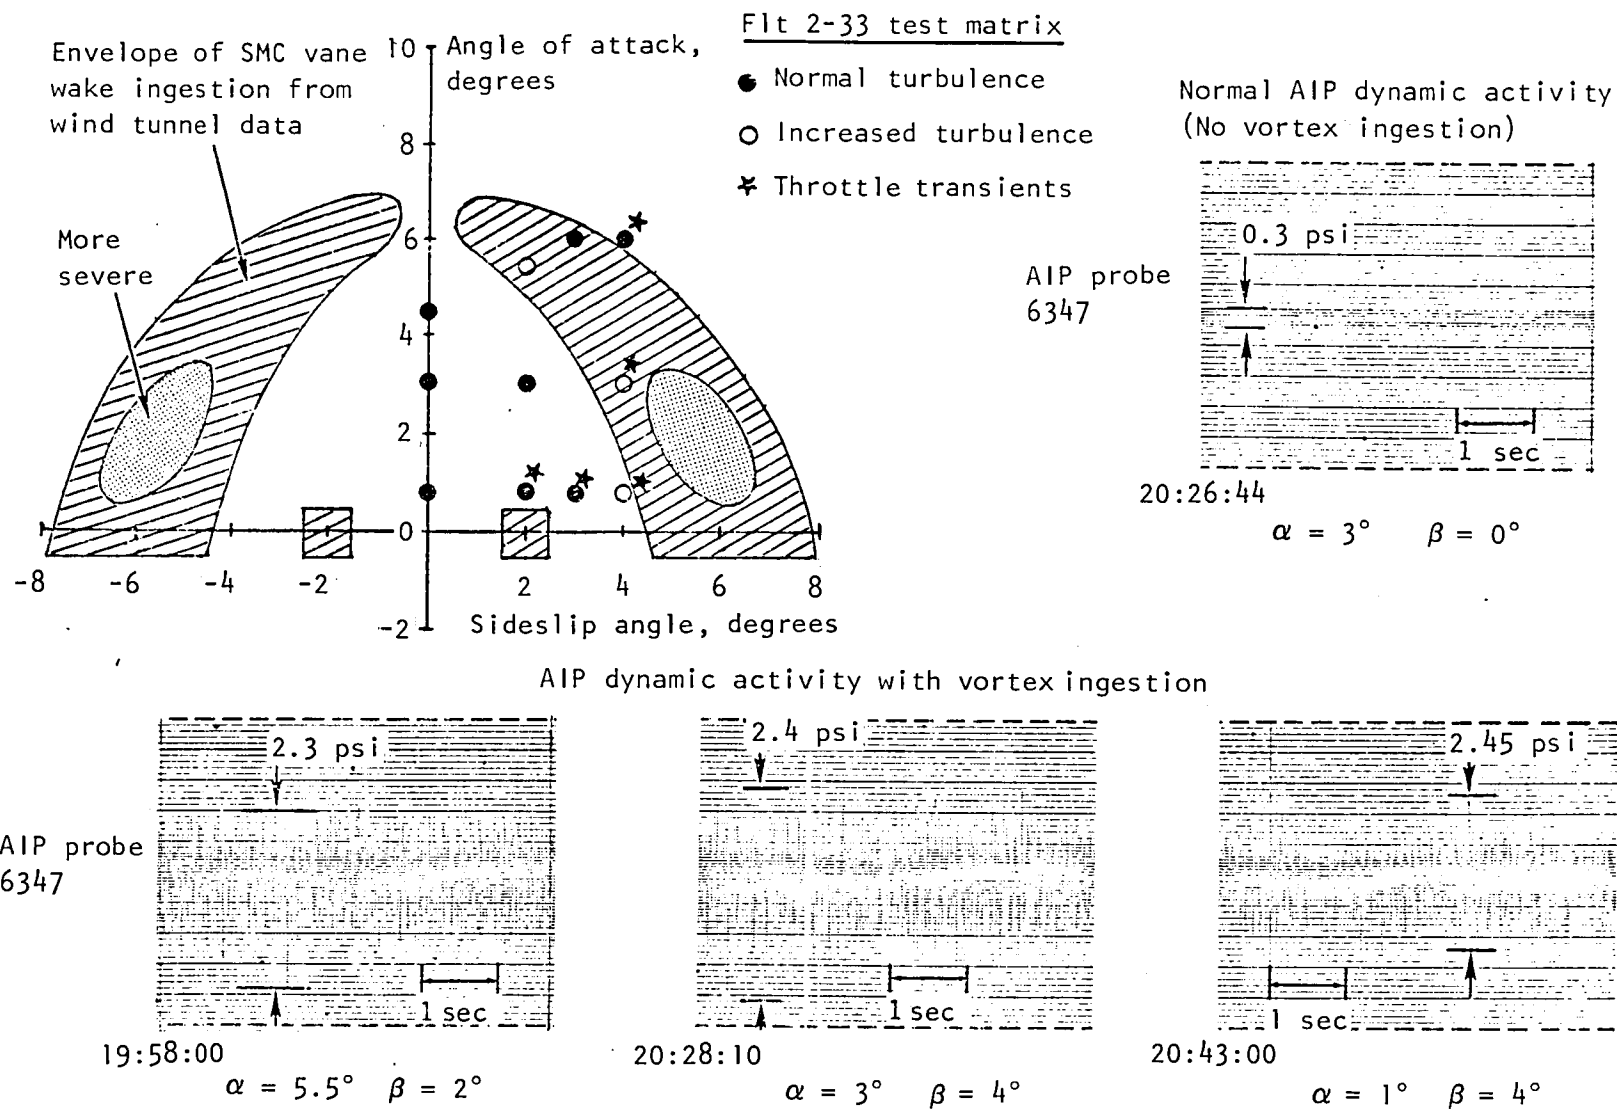 Flt 2-33 test matrix
Normal turbulence
Increased turbulence
Throttle transients
Envelope of SMC vane
wake ingestion from
wind tunnel data
More
severe
Angle of attack,
degrees
10
8
6
4
2
0
-2
-8
-6
-4
-2
2
4
6
8
Sideslip angle, degrees
Normal AIP dynamic activity
(No vortex ingestion)
AIP probe
6347
0.3 psi
1 sec
20:26:44
α = 3° β = 0°
AIP dynamic activity with vortex ingestion
AIP probe
6347
2.3 psi
1 sec
19:58:00
α = 5.5° β = 2°
2.4 psi
1 sec
20:28:10
α = 3° β = 4°
2.45 psi
1 sec
20:43:00
α = 1° β = 4°